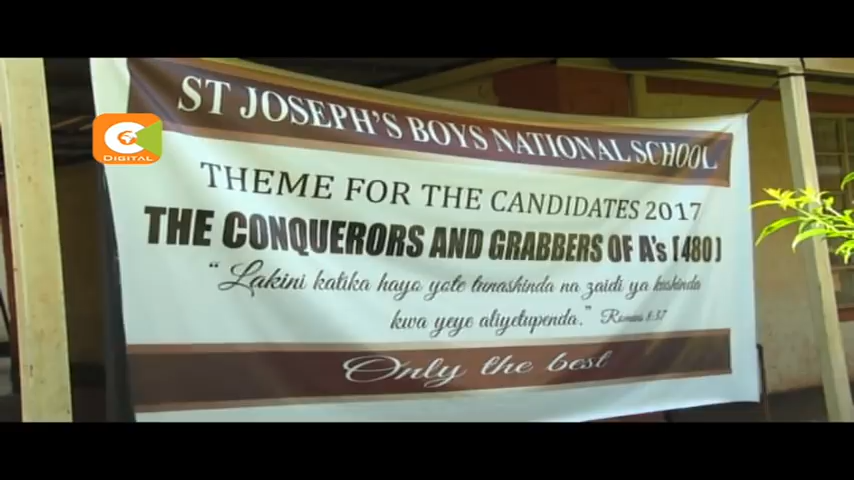 ST JOSEPH'S BOYS NATIONAL SCHOOL
C
DIGITAL
THEME FOR THE CANDIDATES 2017
THE CONQUERORS AND GRABBERS OF A's [480]
"Lakini katika hayo yote tunashinda na zaidi ya kushinda
kwa yeye aliyetupenda." Romans 8:37
Only the best